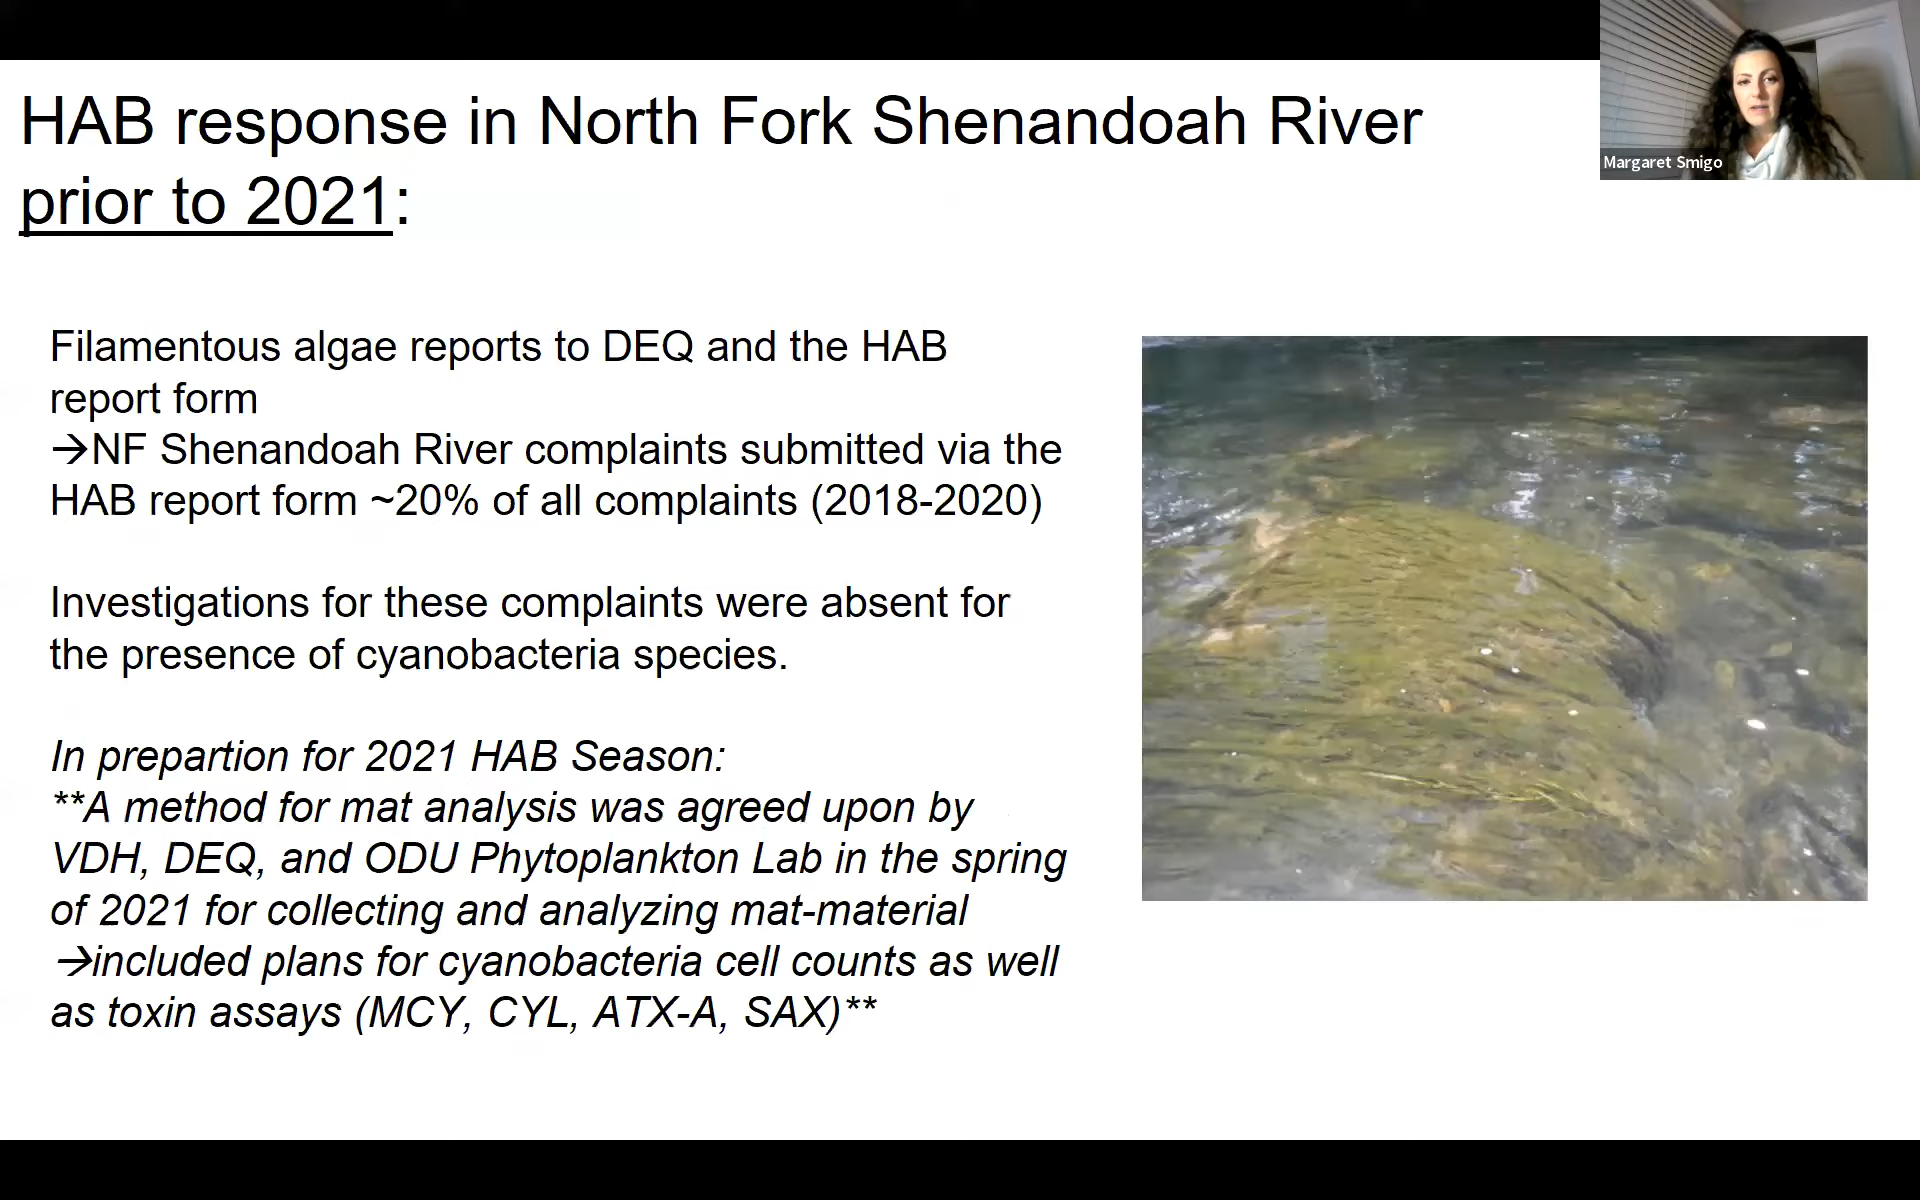 HAB response in North Fork Shenandoah River
prior to 2021:
Margaret Smigo
Filamentous algae reports to DEQ and the HAB
report form
→NF Shenandoah River complaints submitted via the
HAB report form ~20% of all complaints (2018-2020)
Investigations for these complaints were absent for
the presence of cyanobacteria species.
In prepartion for 2021 HAB Season:
**A method for mat analysis was agreed upon by
VDH, DEQ, and ODU Phytoplankton Lab in the spring
of 2021 for collecting and analyzing mat-material
→included plans for cyanobacteria cell counts as well
as toxin assays (MCY, CYL, ATX-A, SAX)**